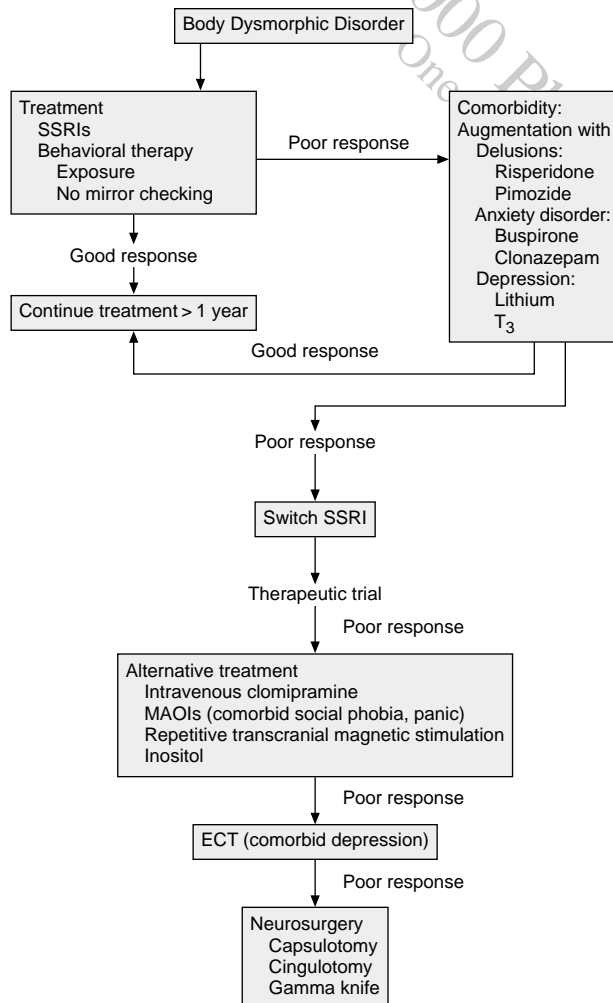 Body Dysmorphic Disorder
Treatment
SSRIs
Behavioral therapy
Exposure
No mirror checking
Poor response
Comorbidity:
Augmentation with
Delusions:
Risperidone
Pimozide
Anxiety disorder:
Buspirone
Clonazepam
Depression:
Lithium
T3
Good response
Continue treatment > 1 year
Good response
Poor response
Switch SSRI
Therapeutic trial
Poor response
Alternative treatment
Intravenous clomipramine
MAOIs (comorbid social phobia, panic)
Repetitive transcranial magnetic stimulation
Inositol
Poor response
ECT (comorbid depression)
Poor response
Neurosurgery
Capsulotomy
Cingulotomy
Gamma knife